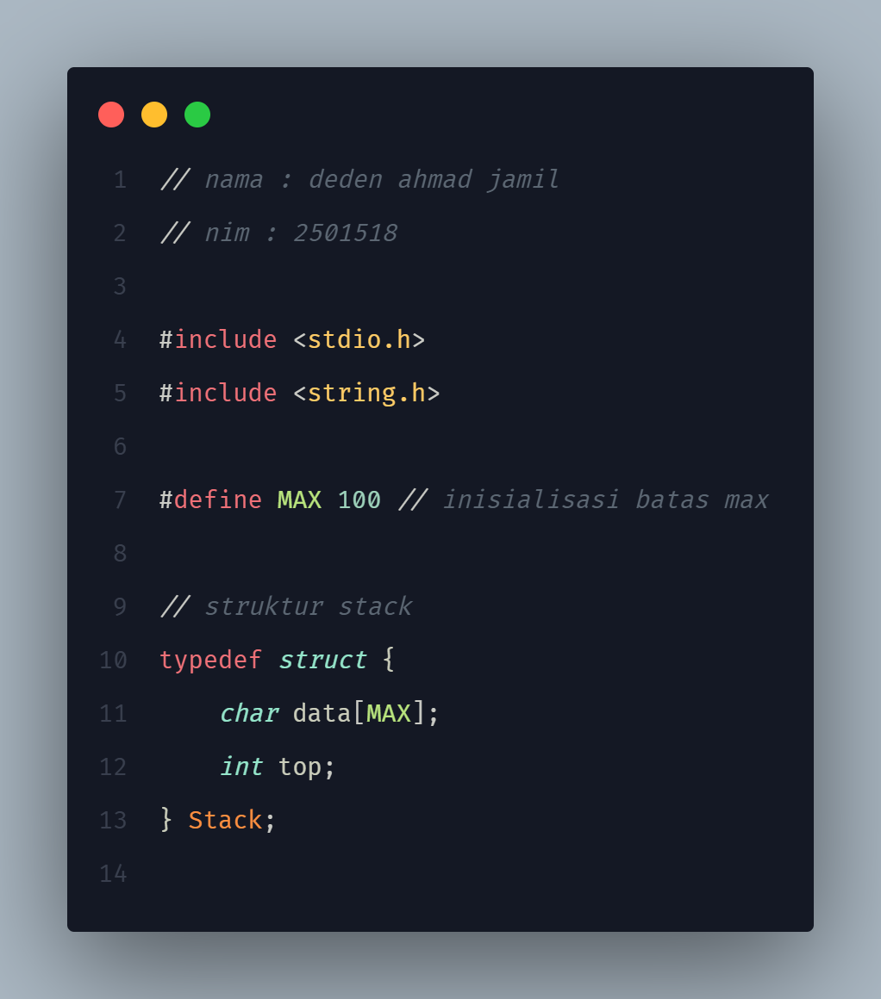 1 // nama : deden ahmad jamil
2 // nim : 2501518
3
4 #include <stdio.h>
5 #include <string.h>
6
7 #define MAX 100 // inisialisasi batas max
8
9 // struktur stack
10 typedef struct {
11     char data[MAX];
12     int top;
13 } Stack;
14